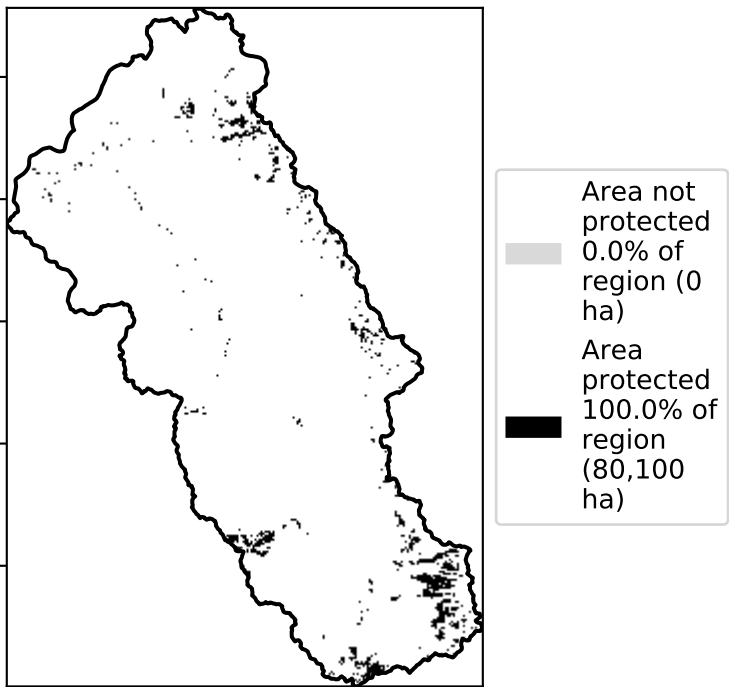 Area not
protected
0.0% of
region (0
ha)
Area
protected
100.0% of
region
(80,100
ha)